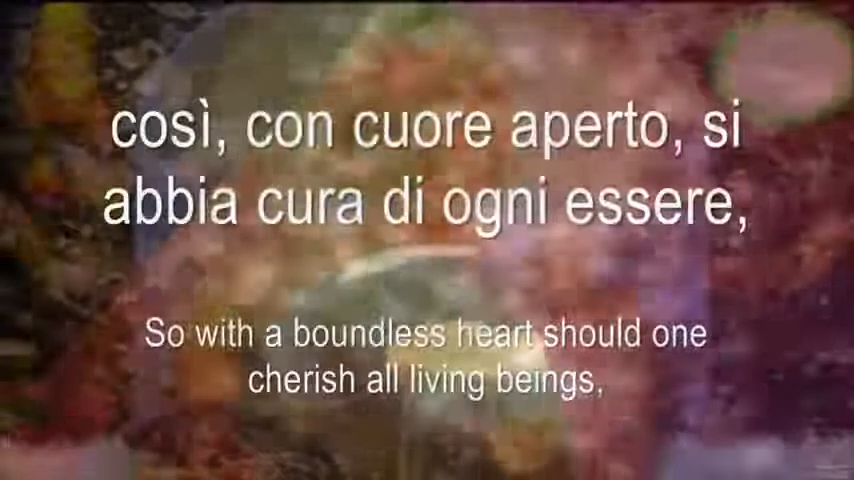 così, con cuore aperto, si
abbia cura di ogni essere,
So with a boundless heart should one
cherish all living beings,